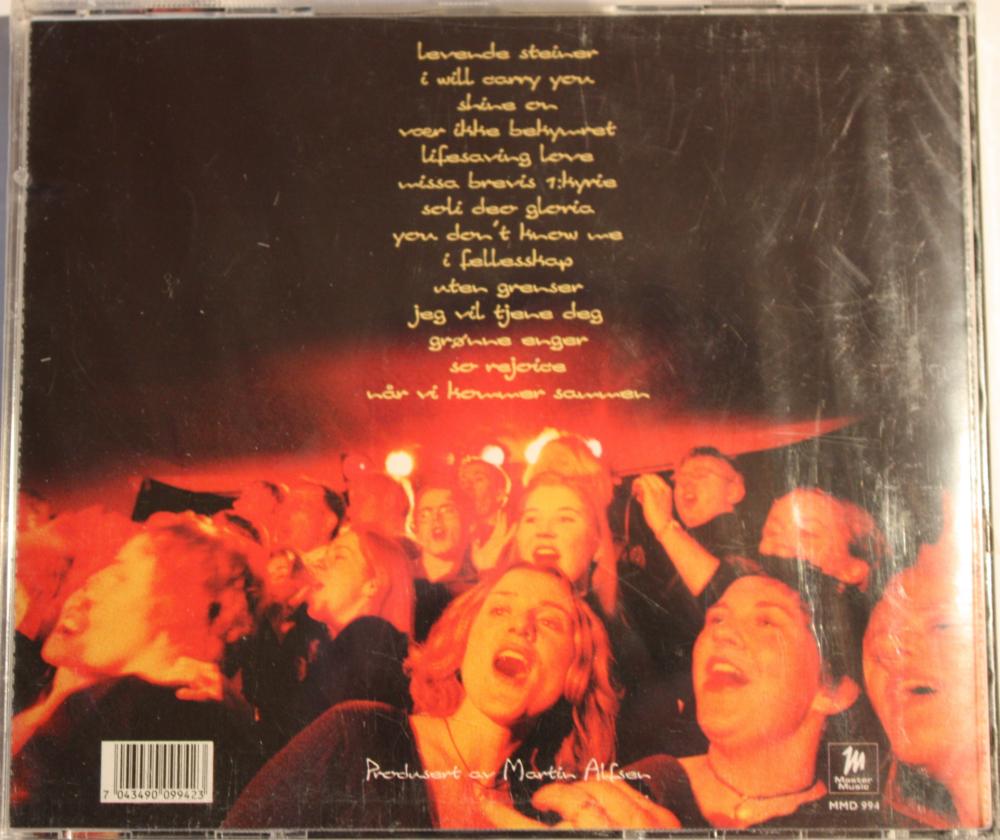 levende steiner
i will carry you
shine on
vær ikke bekymret
lifesaving love
missa brevis 1:kyrie
soli deo gloria
you don't know me
i fellesskap
uten grenser
jeg vil tjene deg
grønne enger
so rejoice
når vi kommer sammen
Produsert av Martin Alfsen
7 043490 099423
Master
Music
MMD 994